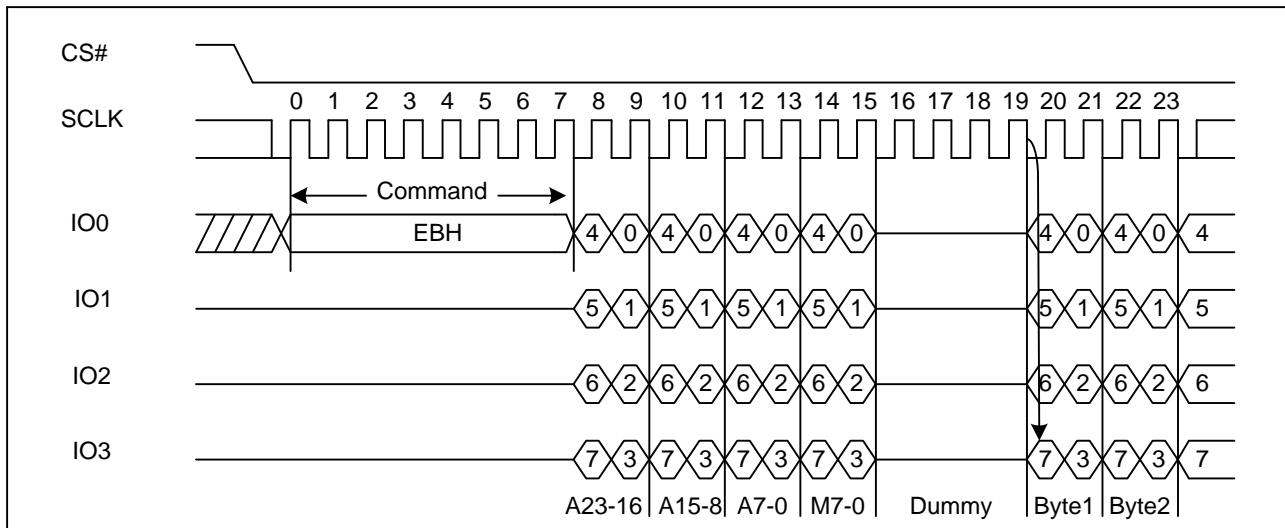 CS#
0 1 2 3 4 5 6 7 8 9 10 11 12 13 14 15 16 17 18 19 20 21 22 23
SCLK
Command
IO0 EBH 4 0 4 0 4 0 4 0 4 0 4 0 4
IO1 5 1 5 1 5 1 5 1 5 1 5 1 5
IO2 6 2 6 2 6 2 6 2 6 2 6 2 6
IO3 7 3 7 3 7 3 7 3 7 3 7 3 7
A23-16 A15-8 A7-0 M7-0 Dummy Byte1 Byte2